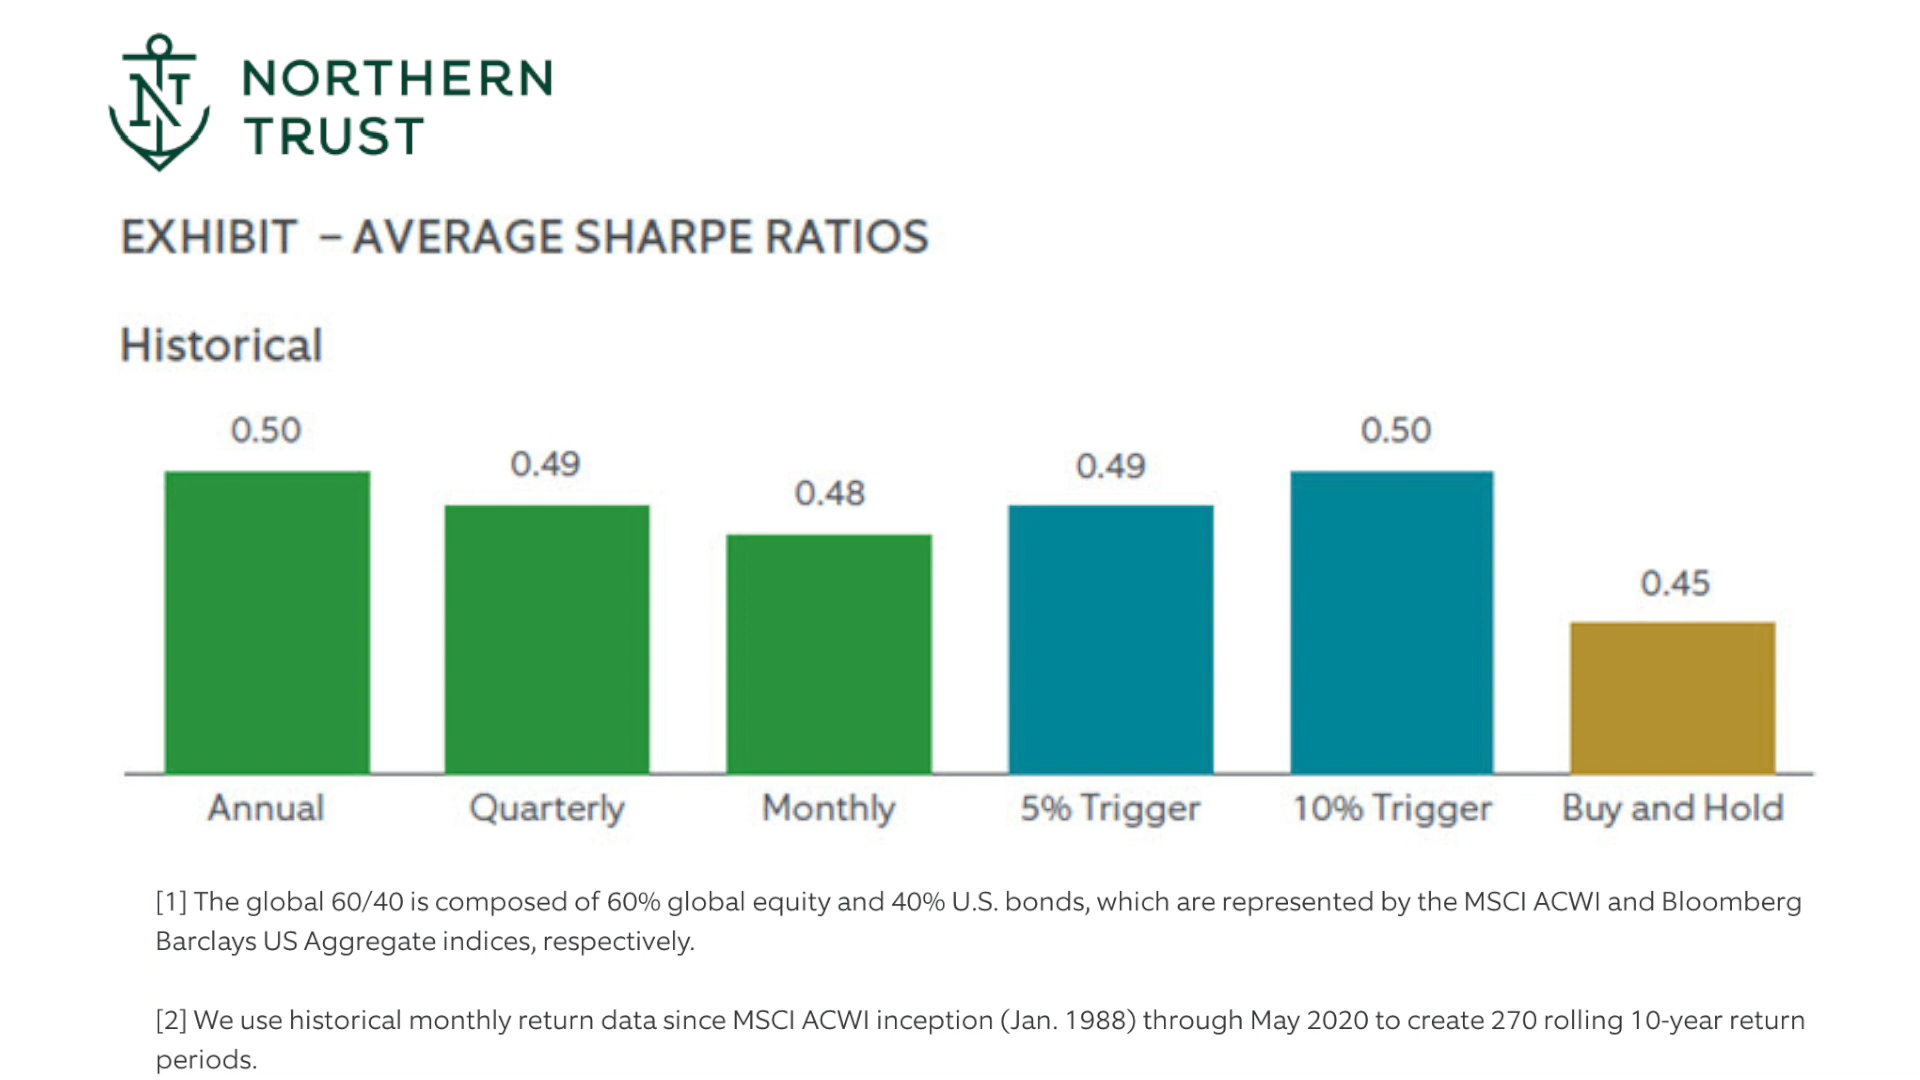 NORTHERN
TRUST
EXHIBIT – AVERAGE SHARPE RATIOS
Historical
0.50
0.49
0.48
0.49
0.50
0.45
Annual
Quarterly
Monthly
5% Trigger
10% Trigger
Buy and Hold
[1] The global 60/40 is composed of 60% global equity and 40% U.S. bonds, which are represented by the MSCI ACWI and Bloomberg
Barclays US Aggregate indices, respectively.
[2] We use historical monthly return data since MSCI ACWI inception (Jan. 1988) through May 2020 to create 270 rolling 10-year return
periods.